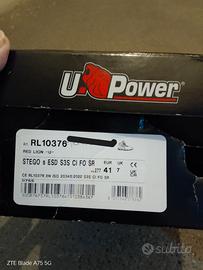 U-Power
Art. RL10376
RED LION "U"
STEGO s ESD S3S CI FO SR
EUR UK
41 7
CE RL10376 EN ISO 20345:2022 S3S CI FO SR
subito
ZTE Blade A75 5G